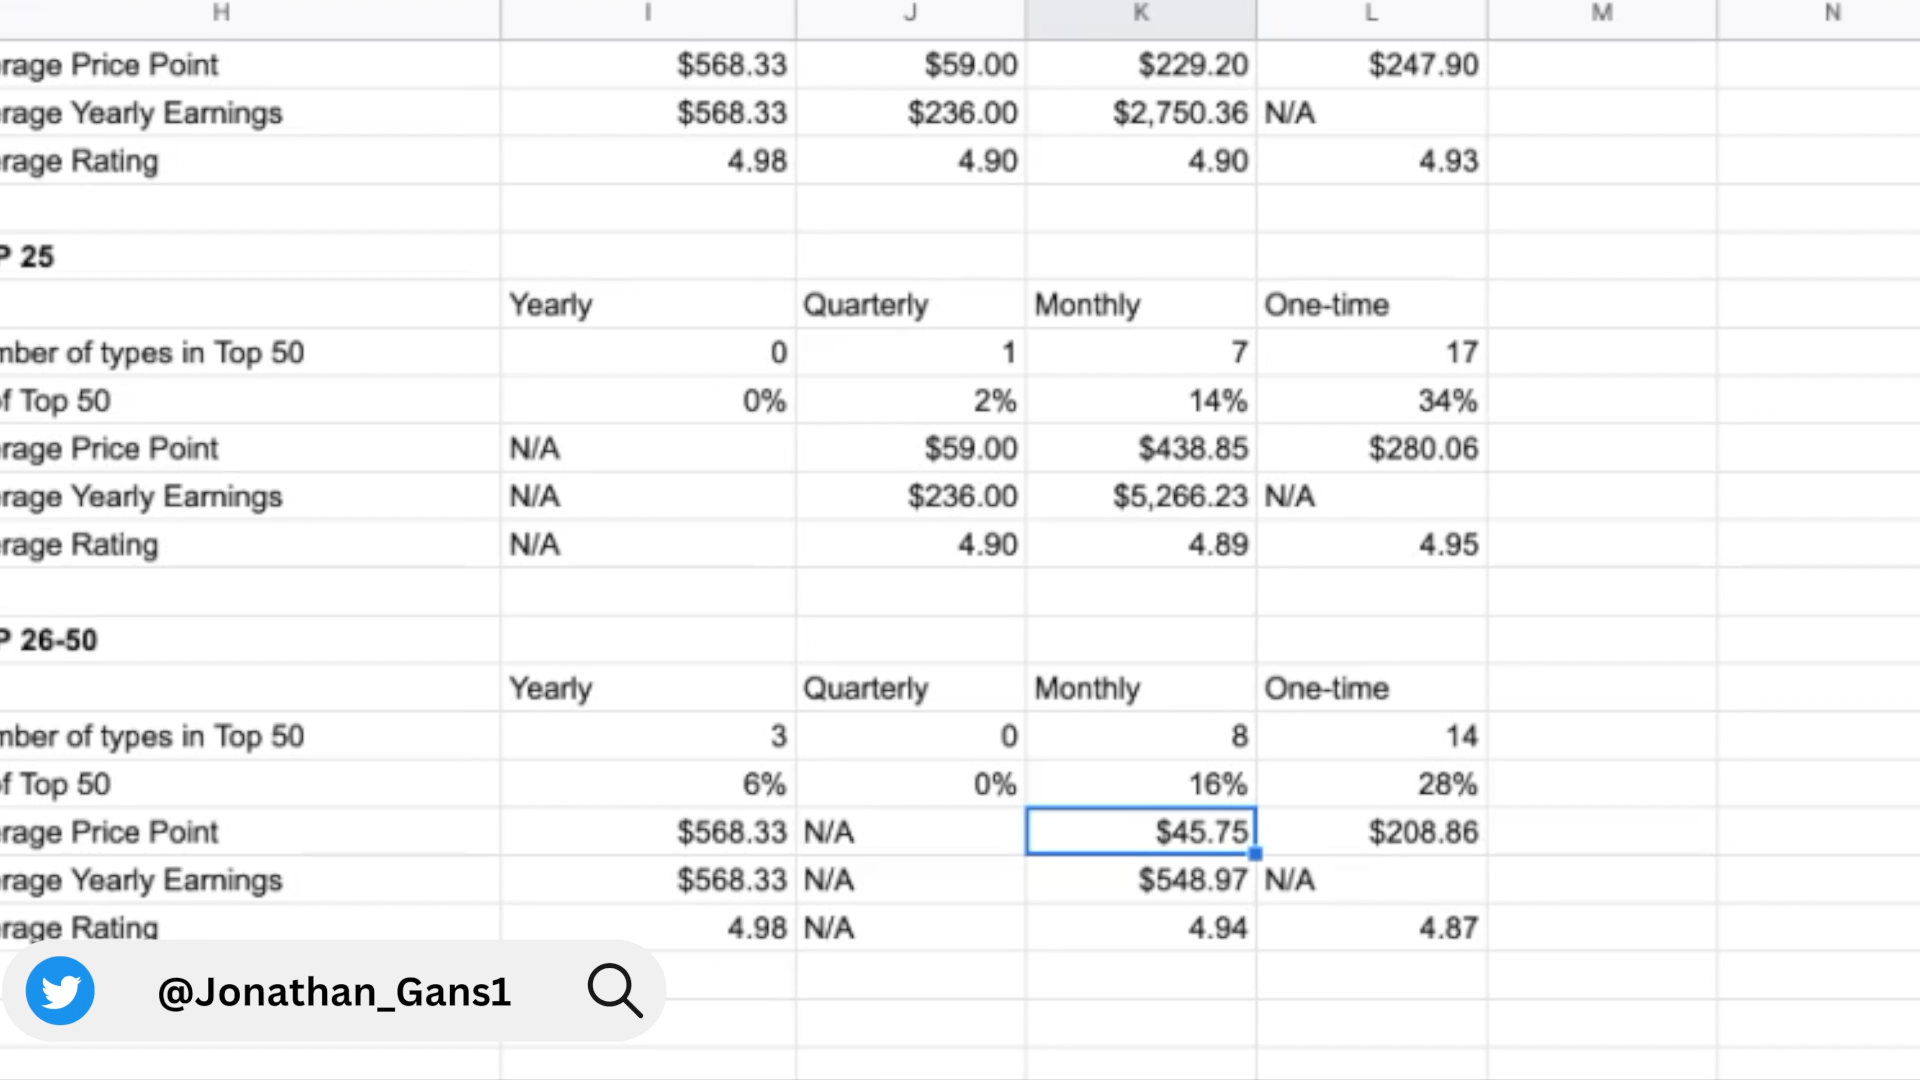 H I J K L M N
rage Price Point $568.33 $59.00 $229.20 $247.90
rage Yearly Earnings $568.33 $236.00 $2,750.36 N/A
rage Rating 4.98 4.90 4.90 4.93
P 25
Yearly Quarterly Monthly One-time
mber of types in Top 50 0 1 7 17
of Top 50 0% 2% 14% 34%
rage Price Point N/A $59.00 $438.85 $280.06
rage Yearly Earnings N/A $236.00 $5,266.23 N/A
rage Rating N/A 4.90 4.89 4.95
P 26-50
Yearly Quarterly Monthly One-time
mber of types in Top 50 3 0 8 14
of Top 50 6% 0% 16% 28%
rage Price Point $568.33 N/A $45.75 $208.86
rage Yearly Earnings $568.33 N/A $548.97 N/A
rage Rating 4.98 N/A 4.94 4.87
@Jonathan_Gans1